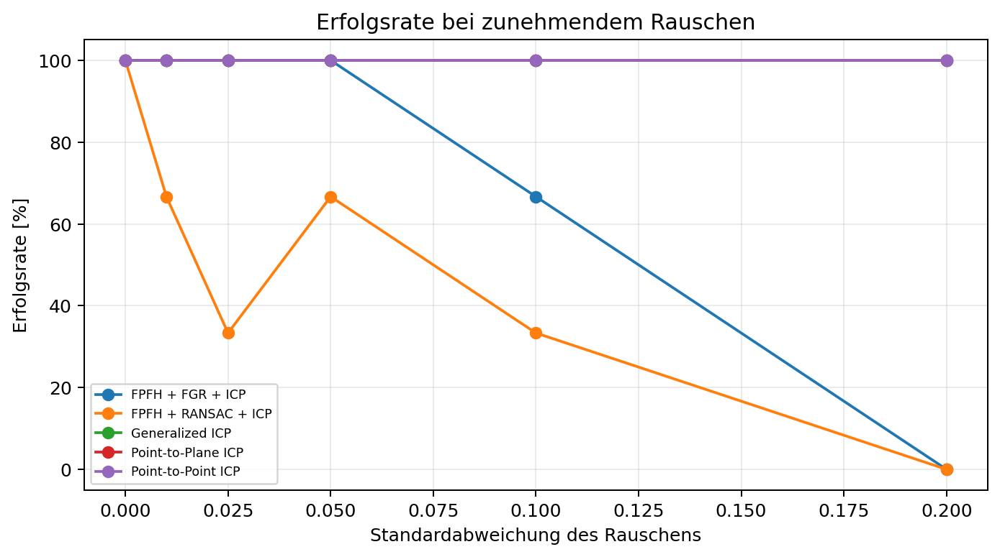 Erfolgsrate bei zunehmendem Rauschen
Erfolgsrate [%]
100
80
60
40
20
0
FPFH + FGR + ICP
FPFH + RANSAC + ICP
Generalized ICP
Point-to-Plane ICP
Point-to-Point ICP
0.000 0.025 0.050 0.075 0.100 0.125 0.150 0.175 0.200
Standardabweichung des Rauschens